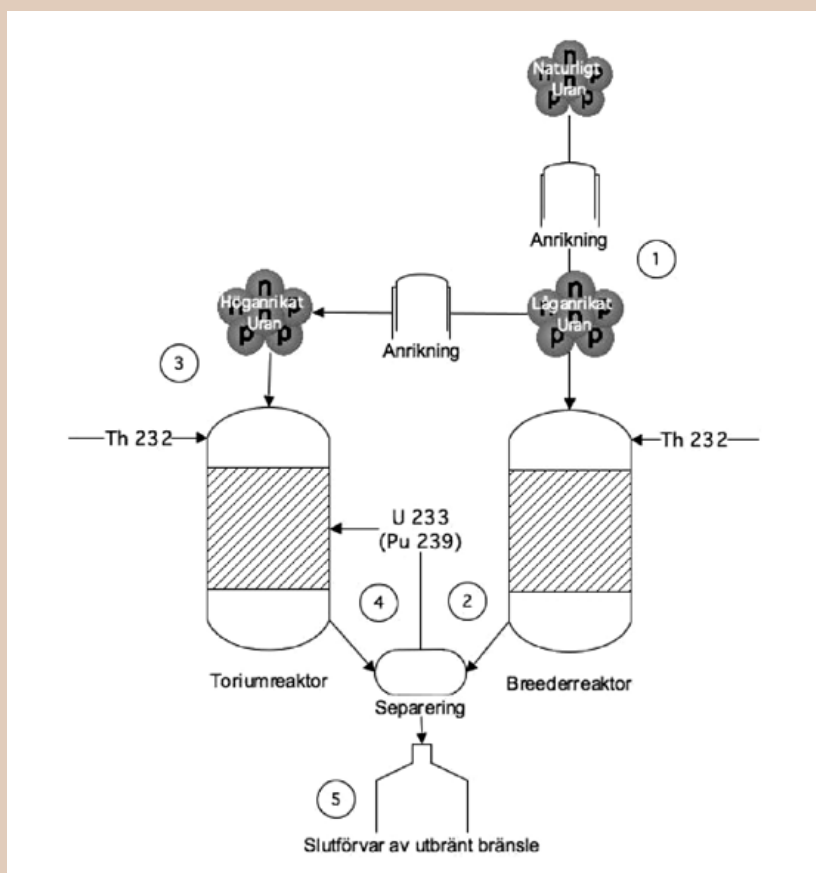 n
Naturligt
n n p
Uran
p p
Anrikning
1
n
Höganrikat
n n p
Uran
p p
Anrikning
n
Låganrikat
n n p
Uran
p p
3
Th 232
Th 232
U 233
(Pu 239)
4
2
Toriumreaktor
Breederreaktor
Separering
5
Slutförvar av utbränt bränsle